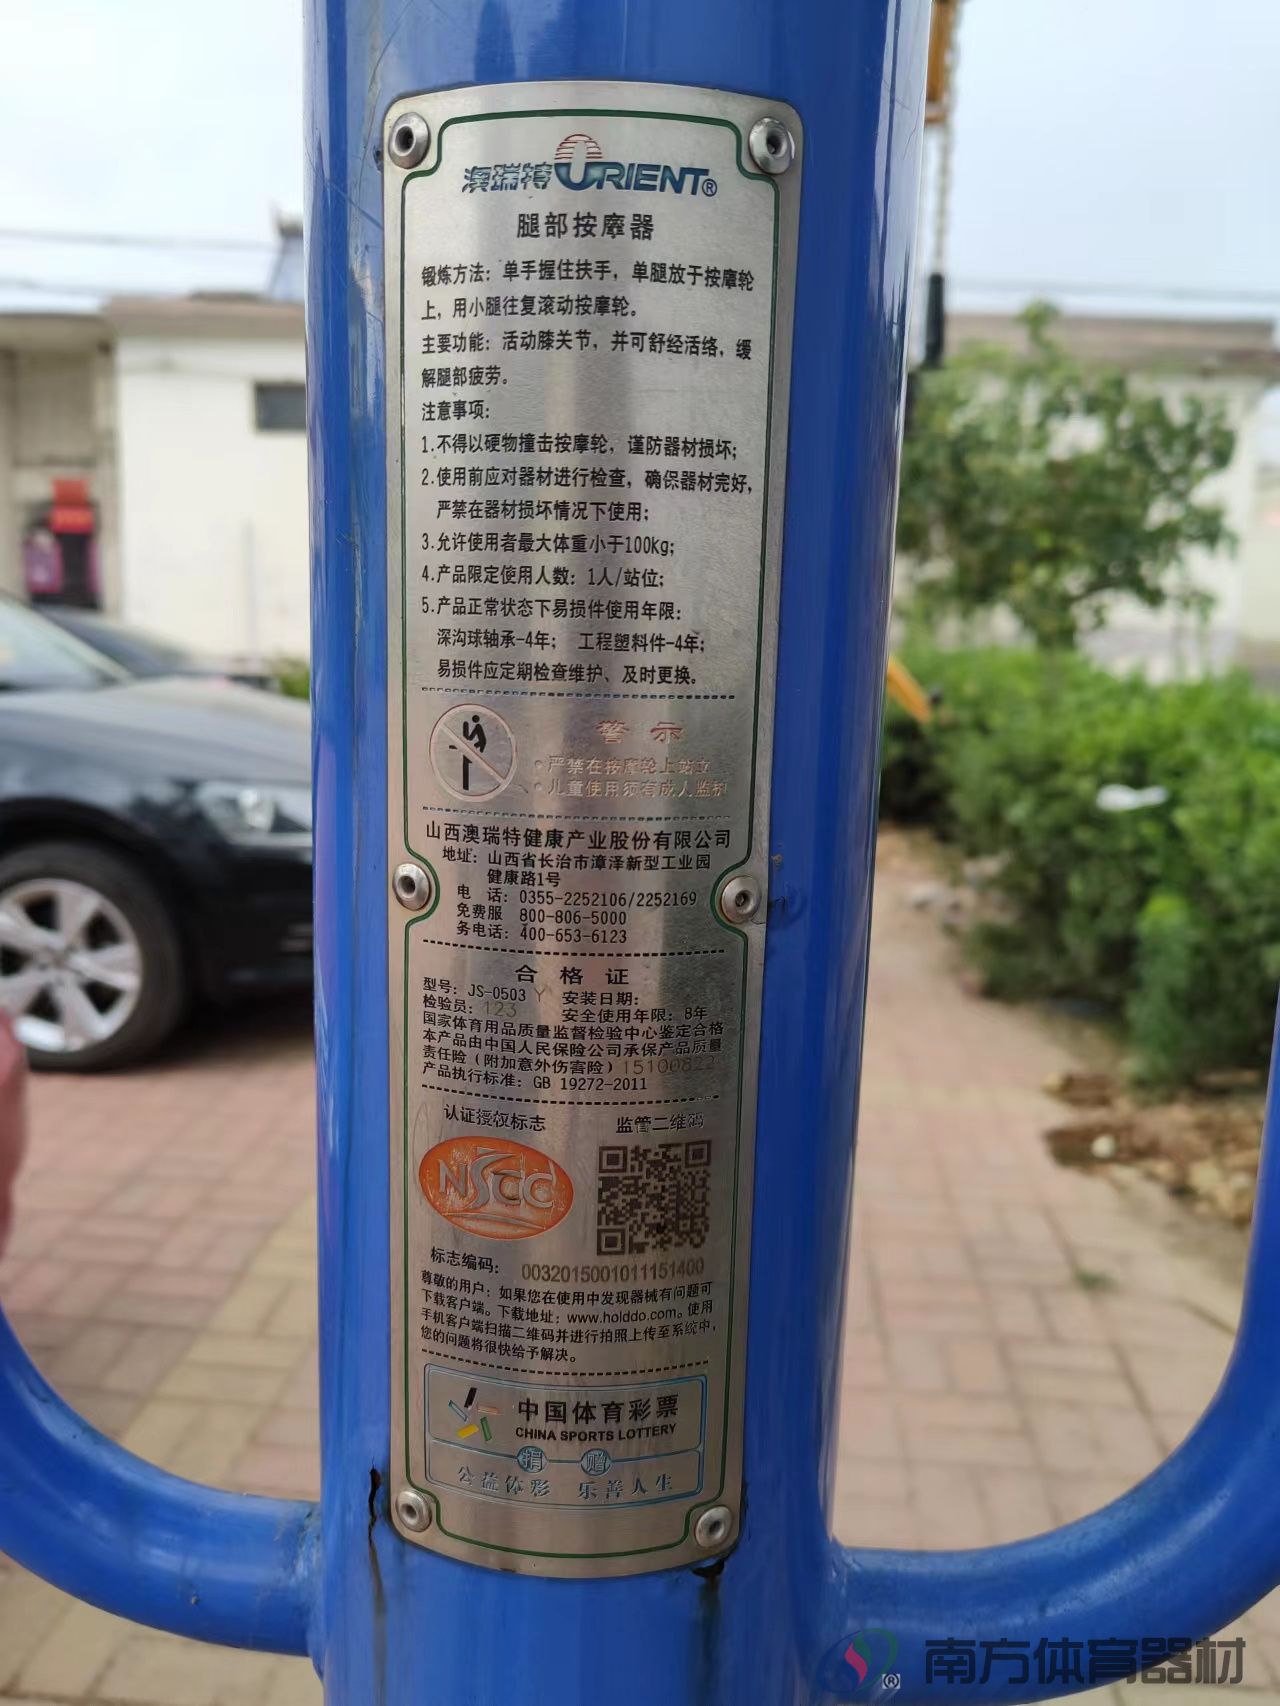 澳瑞特 ORIENT®
腿部按摩器
锻炼方法：单手握住扶手，单腿放于按摩轮
上，用小腿往复滚动按摩轮。
主要功能：活动膝关节，并可舒经活络，缓
解腿部疲劳。
注意事项：
1.不得以硬物撞击按摩轮，谨防器材损坏；
2.使用前应对器材进行检查，确保器材完好，
严禁在器材损坏情况下使用；
3.允许使用者最大体重小于100Kg；
4.产品限定使用人数：1人/站位；
5.产品正常状态下易损件使用年限：
深沟球轴承-4年； 工程塑料件-4年；
易损件应定期检查维护、及时更换。
警 示
•严禁在按摩轮上站立
•儿童使用须有成人监护
山西澳瑞特健康产业股份有限公司
地址：山西省长治市漳泽新型工业园
健康路1号
电 话：0355-2252106/2252169
免费服 800-806-5000
务电话：400-653-6123
合 格 证
型号：JS-0503 Y 安装日期：
检验员：123 安全使用年限：8年
国家体育用品质量监督检验中心鉴定合格
本产品由中国人民保险公司承保产品质量
责任险（附加意外伤害险）15100822
产品执行标准：GB 19272-2011
认证授权标志 监管二维码
NSCC
标志编码：0032015001011151400
尊敬的用户：如果您在使用中发现器械有问题可
下载客户端。下载地址：www.holddo.com。使用
手机客户端扫描二维码并进行拍照上传至系统中，
您的问题将很快给予解决。
中国体育彩票
CHINA SPORTS LOTTERY
捐 赠
公益体彩 乐善人生
® 南方体育器材